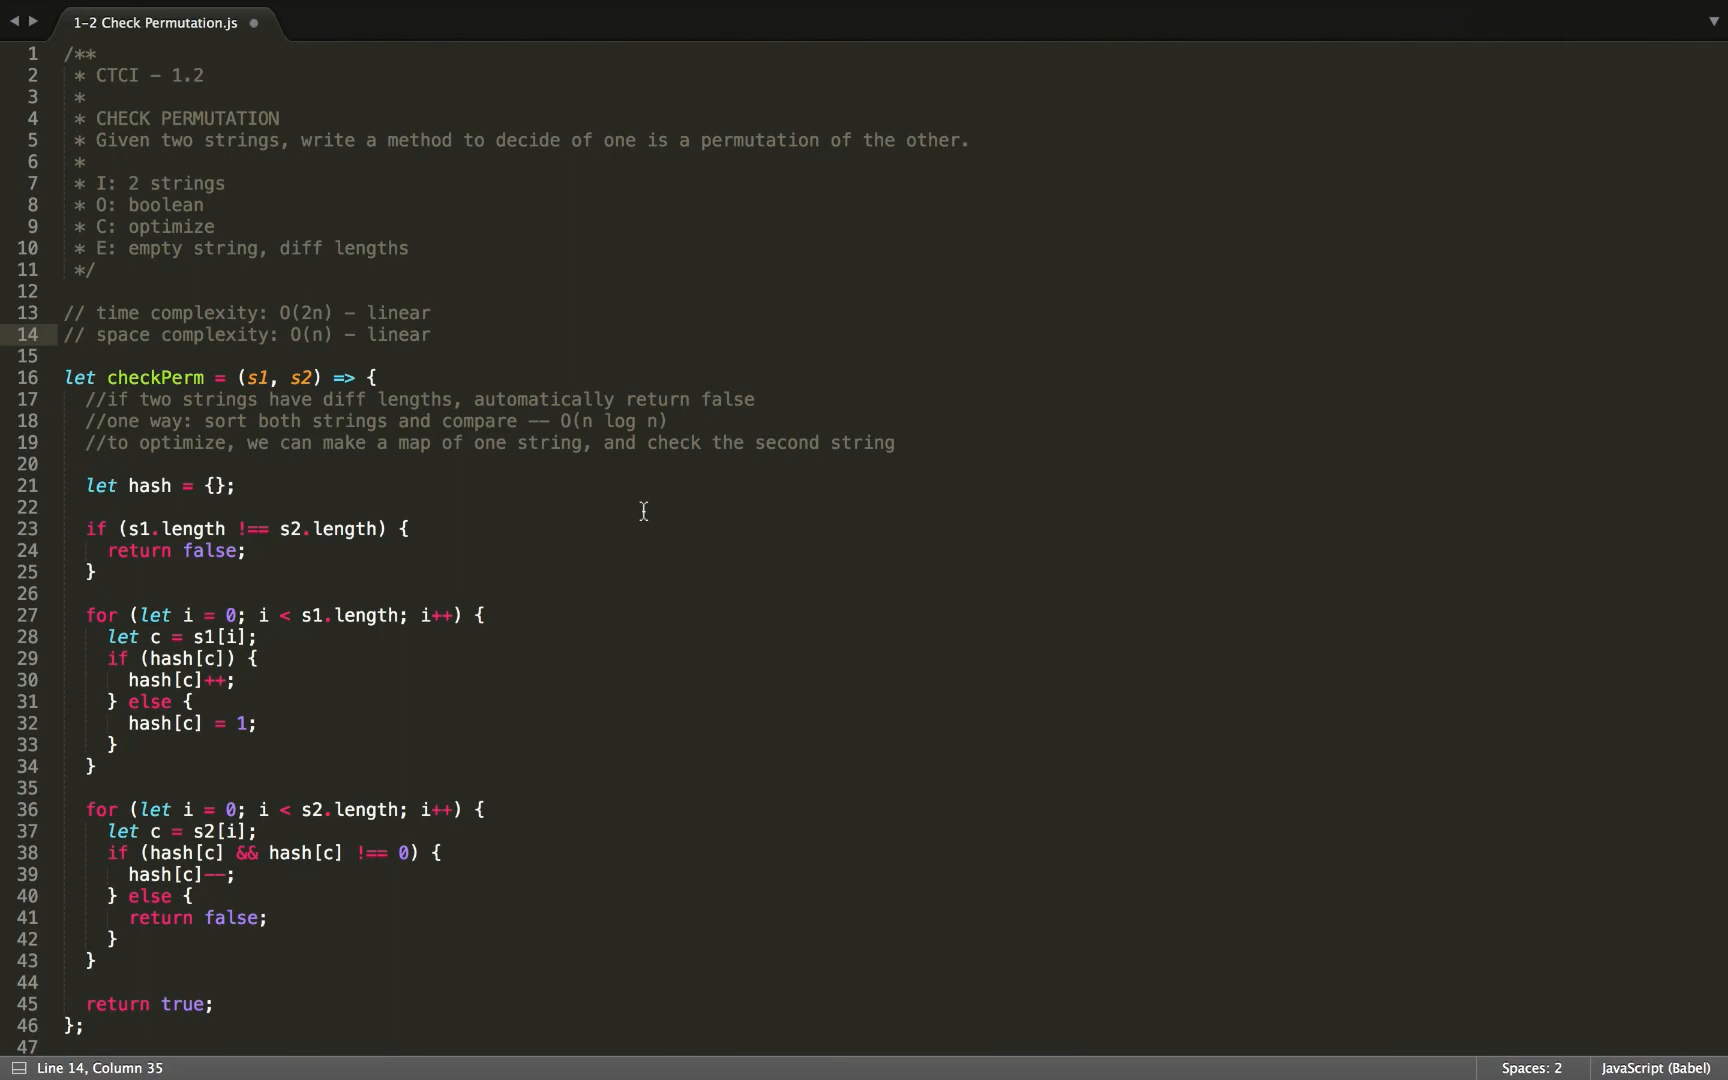 1-2 Check Permutation.js
1 /**
2 * CTCI - 1.2
3 *
4 * CHECK PERMUTATION
5 * Given two strings, write a method to decide of one is a permutation of the other.
6 *
7 * I: 2 strings
8 * O: boolean
9 * C: optimize
10 * E: empty string, diff lengths
11 */
12
13 // time complexity: O(2n) - linear
14 // space complexity: O(n) - linear
15
16 let checkPerm = (s1, s2) => {
17 //if two strings have diff lengths, automatically return false
18 //one way: sort both strings and compare -- O(n log n)
19 //to optimize, we can make a map of one string, and check the second string
20
21 let hash = {};
22
23 if (s1.length !== s2.length) {
24 return false;
25 }
26
27 for (let i = 0; i < s1.length; i++) {
28 let c = s1[i];
29 if (hash[c]) {
30 hash[c]++;
31 } else {
32 hash[c] = 1;
33 }
34 }
35
36 for (let i = 0; i < s2.length; i++) {
37 let c = s2[i];
38 if (hash[c] && hash[c] !== 0) {
39 hash[c]--;
40 } else {
41 return false;
42 }
43 }
44
45 return true;
46 };
47
Line 14, Column 35
Spaces: 2
JavaScript (Babel)